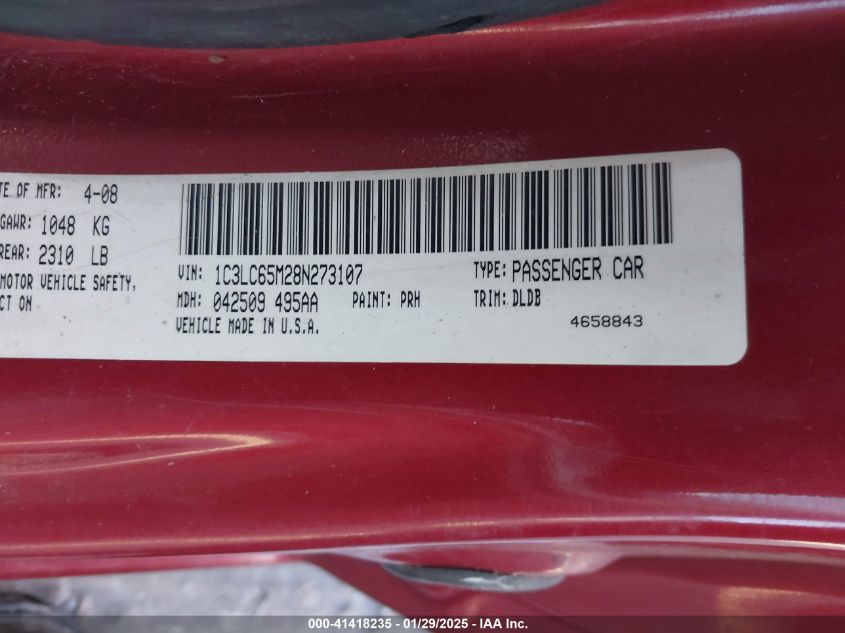 TE OF MFR: 4-08
GAWR: 1048 KG
REAR: 2310 LB
MOTOR VEHICLE SAFETY,
CT ON
VIN: 1C3LC65M28N273107 TYPE: PASSENGER CAR
MDH: 042509 495AA PAINT: PRH TRIM: DLDB
VEHICLE MADE IN U.S.A. 4658843
000-41418235 - 01/29/2025 - IAA Inc.